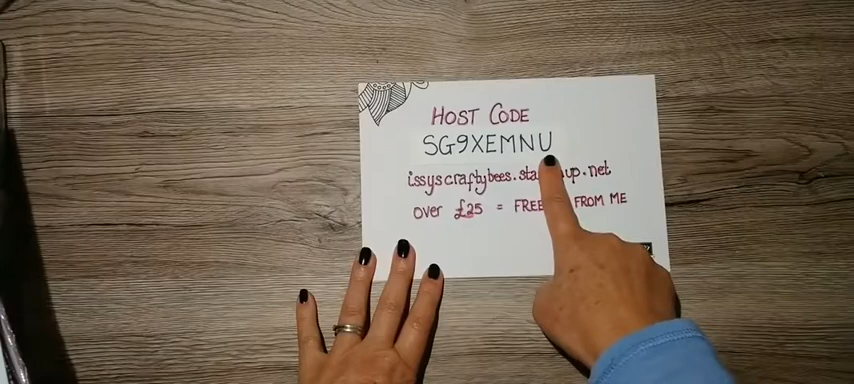 HOST CODE
SG9XEMNU
issyscraftybees.sta up.net
over £25 = FREE FROM ME